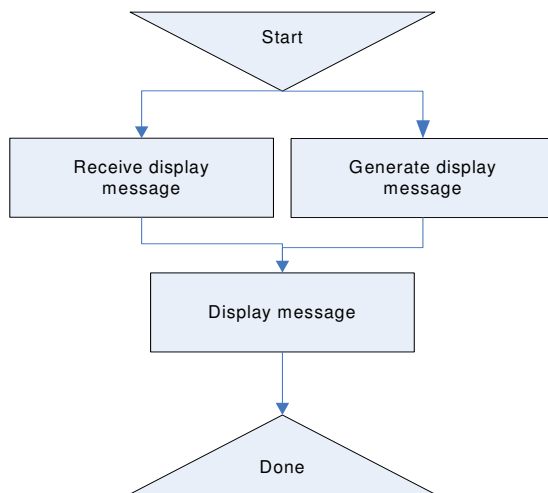 Start
Receive display
message
Generate display
message
Display message
Done